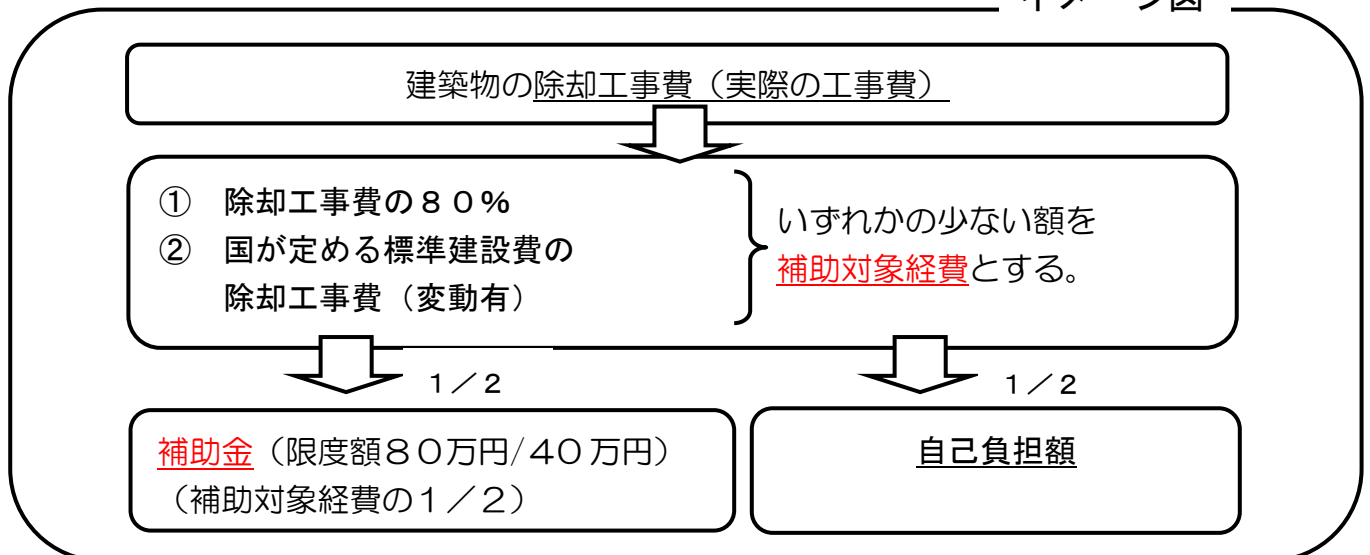 イメージ図
建築物の除却工事費（実際の工事費）
① 除却工事費の８０％
② 国が定める標準建設費の
除却工事費（変動有）
いずれかの少ない額を
補助対象経費とする。
１／２
１／２
補助金（限度額８０万円/４０万円）
（補助対象経費の１／２）
自己負担額